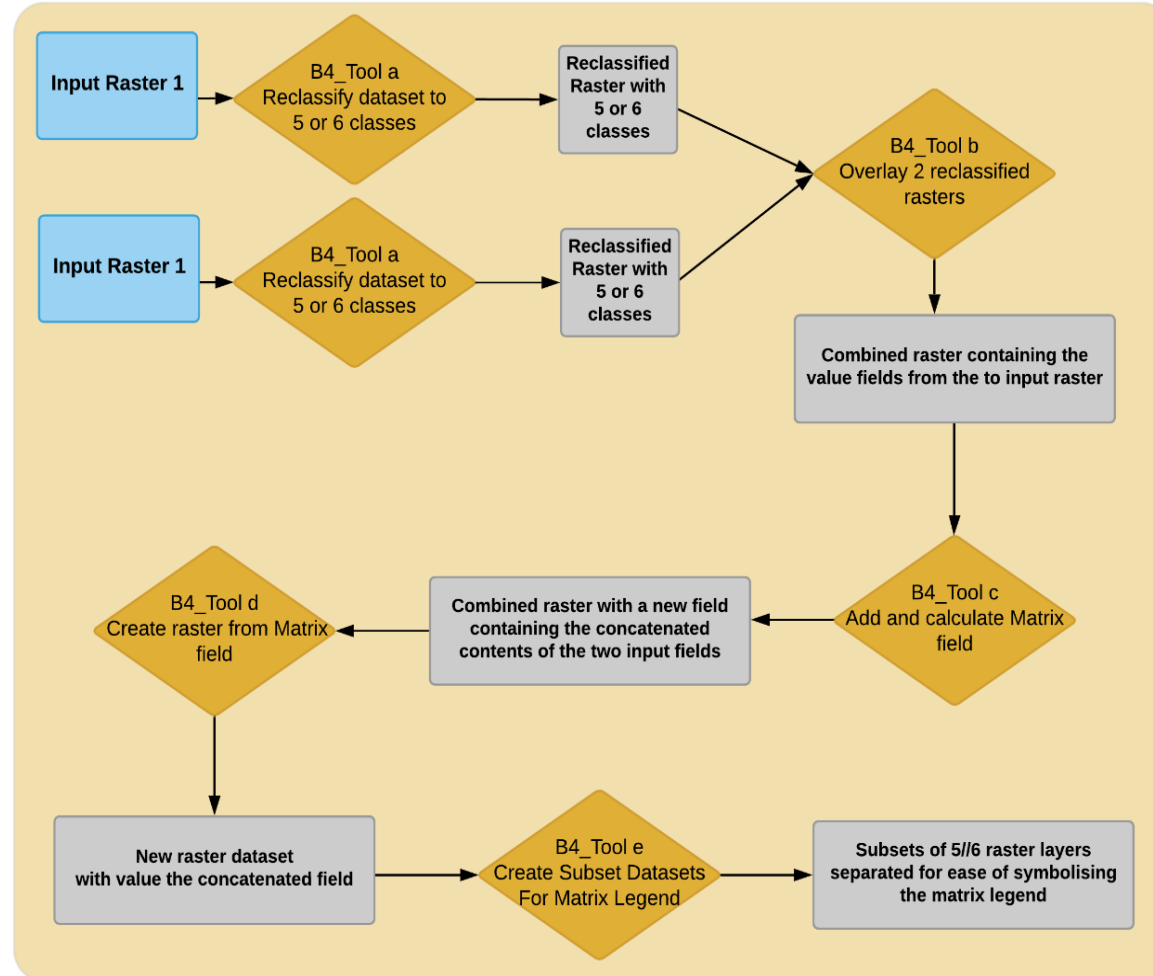 Input Raster 1
B4_Tool a
Reclassify dataset to
5 or 6 classes
Reclassified
Raster with
5 or 6
classes
B4_Tool b
Overlay 2 reclassified
rasters
Input Raster 1
B4_Tool a
Reclassify dataset to
5 or 6 classes
Reclassified
Raster with
5 or 6
classes
Combined raster containing the
value fields from the to input raster
B4_Tool c
Add and calculate Matrix
field
Combined raster with a new field
containing the concatenated
contents of the two input fields
B4_Tool d
Create raster from Matrix
field
New raster dataset
with value the concatenated field
B4_Tool e
Create Subset Datasets
For Matrix Legend
Subsets of 5//6 raster layers
separated for ease of symbolising
the matrix legend